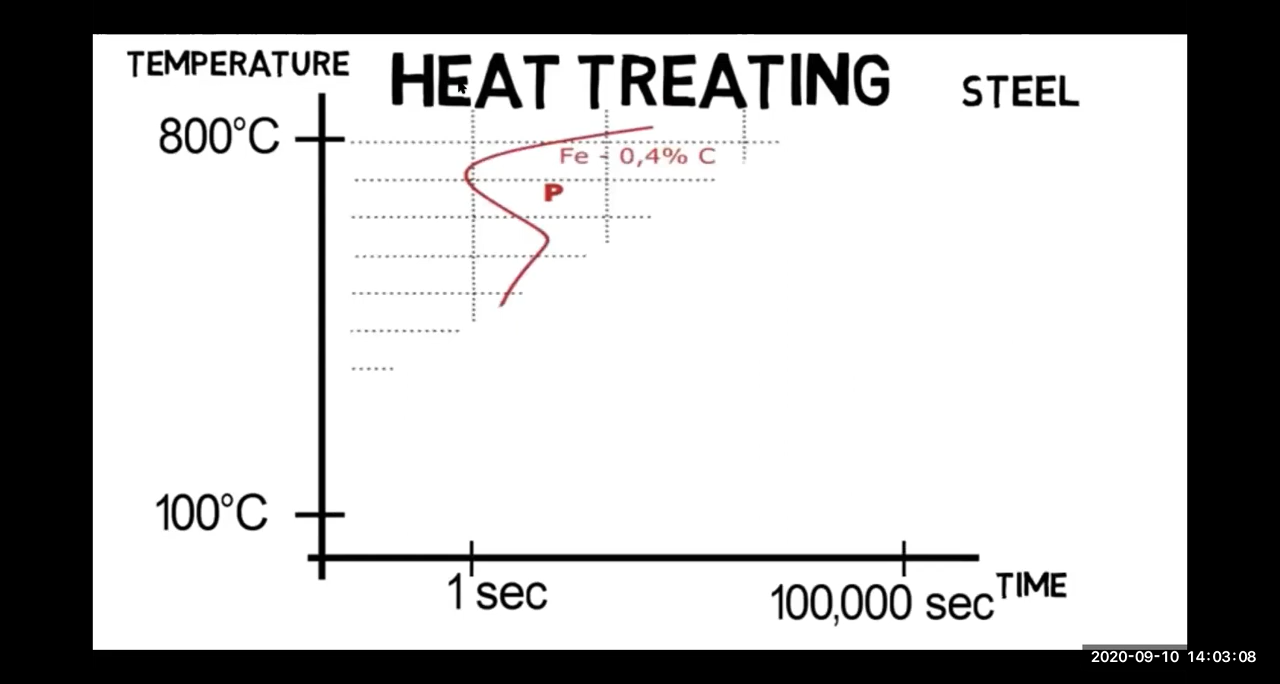 TEMPERATURE
HEAT TREATING
STEEL
800°C
Fe - 0,4% C
P
100°C
1 sec
100,000 sec
TIME
2020-09-10 14:03:08